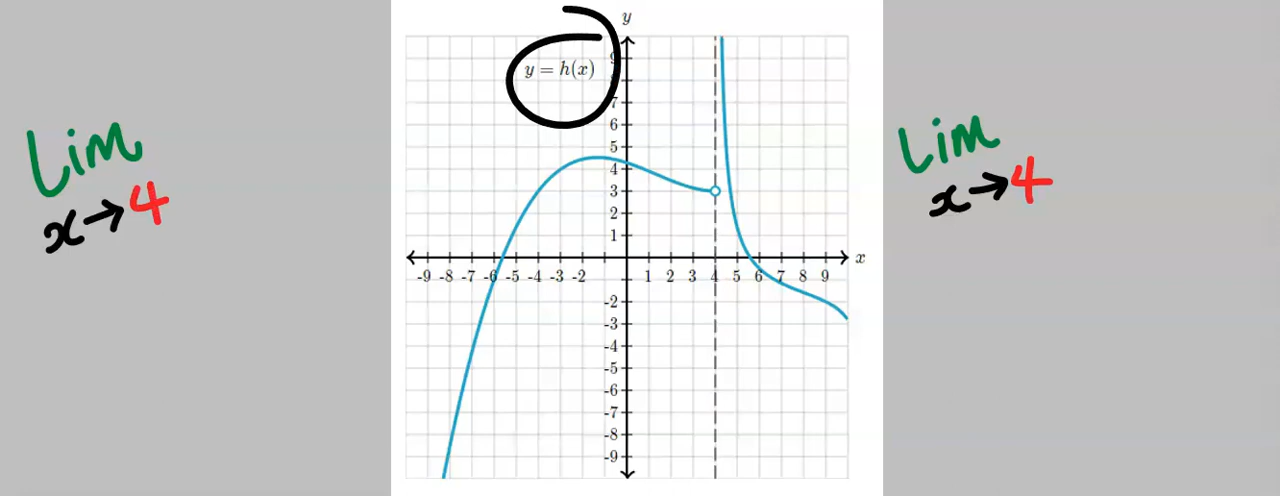 y
y = h(x)
9
8
7
6
5
4
3
2
1
-9 -8 -7 -6 -5 -4 -3 -2 1 2 3 4 5 6 7 8 9 x
-2
-3
-4
-5
-6
-7
-8
-9
Lim
x→4
Lim
x→4